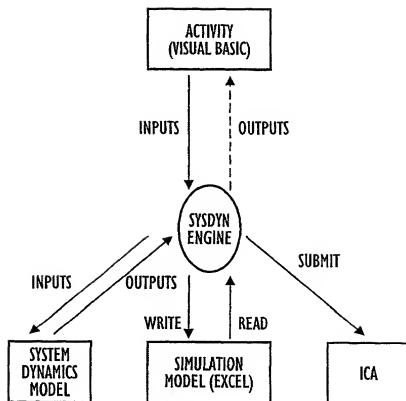 ACTIVITY
(VISUAL BASIC)
INPUTS
OUTPUTS
SYSDYN
ENGINE
INPUTS
OUTPUTS
SUBMIT
WRITE
READ
SYSTEM
DYNAMICS
MODEL
SIMULATION
MODEL (EXCEL)
ICA